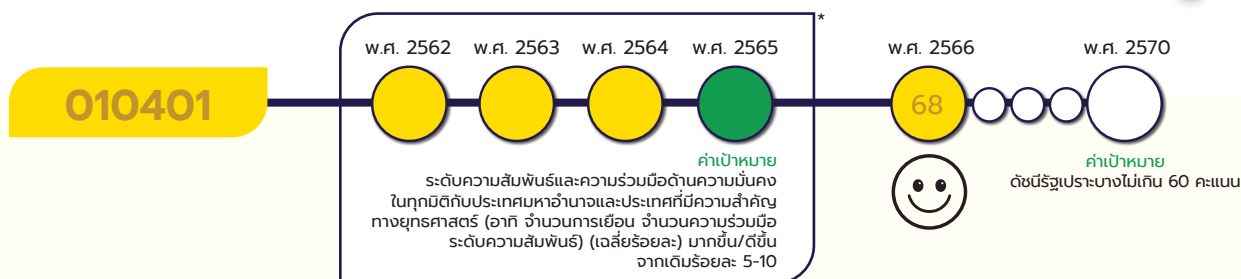 *
พ.ศ. 2562 พ.ศ. 2563 พ.ศ. 2564 พ.ศ. 2565 พ.ศ. 2566 พ.ศ. 2570
010401
68
ค่าเป้าหมาย
ระดับความสัมพันธ์และความร่วมมือด้านความมั่นคง
ในทุกมิติกับประเทศมหาอำนาจและประเทศที่มีความสำคัญ
ทางยุทธศาสตร์ (อาทิ จำนวนการเยือน จำนวนความร่วมมือ
ระดับความสัมพันธ์) (เฉลี่ยร้อยละ) มากขึ้น/ดีขึ้น
จากเดิมร้อยละ 5-10
ค่าเป้าหมาย
ดัชนีรัฐเปราะบางไม่เกิน 60 คะแนน